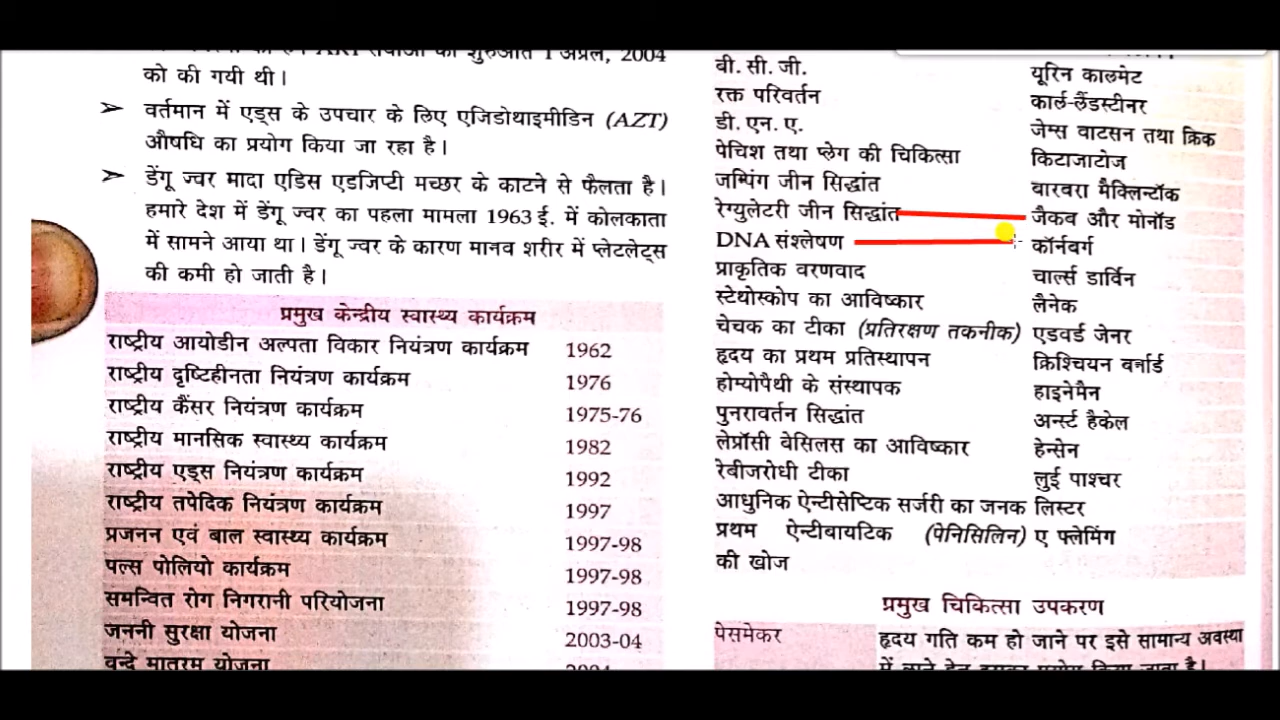 को की गयी थी।
➢ वर्तमान में एड्स के उपचार के लिए एजिडोथाइमीडिन (AZT)
औषधि का प्रयोग किया जा रहा है।
➢ डेंगू ज्वर मादा एडिस एडजिप्टी मच्छर के काटने से फैलता है।
हमारे देश में डेंगू ज्वर का पहला मामला 1963 ई. में कोलकाता
में सामने आया था। डेंगू ज्वर के कारण मानव शरीर में प्लेटलेट्स
की कमी हो जाती है।
प्रमुख केन्द्रीय स्वास्थ्य कार्यक्रम
राष्ट्रीय आयोडीन अल्पता विकार नियंत्रण कार्यक्रम 1962
राष्ट्रीय दृष्टिहीनता नियंत्रण कार्यक्रम 1976
राष्ट्रीय कैंसर नियंत्रण कार्यक्रम 1975-76
राष्ट्रीय मानसिक स्वास्थ्य कार्यक्रम 1982
राष्ट्रीय एड्स नियंत्रण कार्यक्रम 1992
राष्ट्रीय तपेदिक नियंत्रण कार्यक्रम 1997
प्रजनन एवं बाल स्वास्थ्य कार्यक्रम 1997-98
पल्स पोलियो कार्यक्रम 1997-98
समन्वित रोग निगरानी परियोजना 1997-98
जननी सुरक्षा योजना 2003-04
वन्दे मातरम योजना 2004
बी. सी. जी. यूरिन कालमेट
रक्त परिवर्तन कार्ल-लैंडस्टीनर
डी. एन. ए. जेम्स वाटसन तथा क्रिक
पेचिश तथा प्लेग की चिकित्सा किटाजाटोज
जम्पिंग जीन सिद्धांत बारबरा मैक्लिन्टॉक
रेग्युलेटरी जीन सिद्धांत जैकब और मोनॉड
DNA संश्लेषण कॉर्नबर्ग
प्राकृतिक वरणवाद चार्ल्स डार्विन
स्टेथोस्कोप का आविष्कार लैनेक
चेचक का टीका (प्रतिरक्षण तकनीक) एडवर्ड जेनर
हृदय का प्रथम प्रतिस्थापन क्रिश्चियन बर्नार्ड
होम्योपैथी के संस्थापक हाइनेमैन
पुनरावर्तन सिद्धांत अर्न्स्ट हैकेल
लेप्रॉसी बेसिलस का आविष्कार हेन्सेन
रेबीजरोधी टीका लुई पाश्चर
आधुनिक ऐन्टीसेप्टिक सर्जरी का जनक लिस्टर
प्रथम ऐन्टीबायटिक (पेनिसिलिन) ए फ्लेमिंग
की खोज
प्रमुख चिकित्सा उपकरण
पेसमेकर हृदय गति कम हो जाने पर इसे सामान्य अवस्था